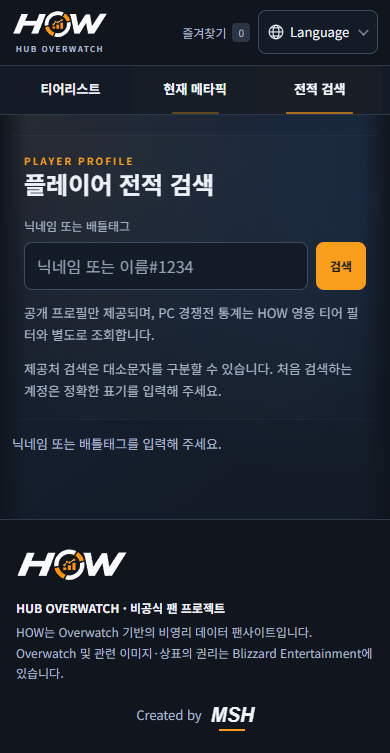 HOW
HUB OVERWATCH
즐겨찾기 0
Language
티어리스트 현재 메타픽 전적 검색
PLAYER PROFILE
플레이어 전적 검색
닉네임 또는 배틀태그
닉네임 또는 이름#1234
검색
공개 프로필만 제공되며, PC 경쟁전 통계는 HOW 영웅 티어 필
터와 별도로 조회합니다.
제공처 검색은 대소문자를 구분할 수 있습니다. 처음 검색하는
계정은 정확한 표기를 입력해 주세요.
닉네임 또는 배틀태그를 입력해 주세요.
HOW
HUB OVERWATCH · 비공식 팬 프로젝트
HOW는 Overwatch 기반의 비영리 데이터 팬사이트입니다.
Overwatch 및 관련 이미지·상표의 권리는 Blizzard Entertainment에
있습니다.
Created by MSH